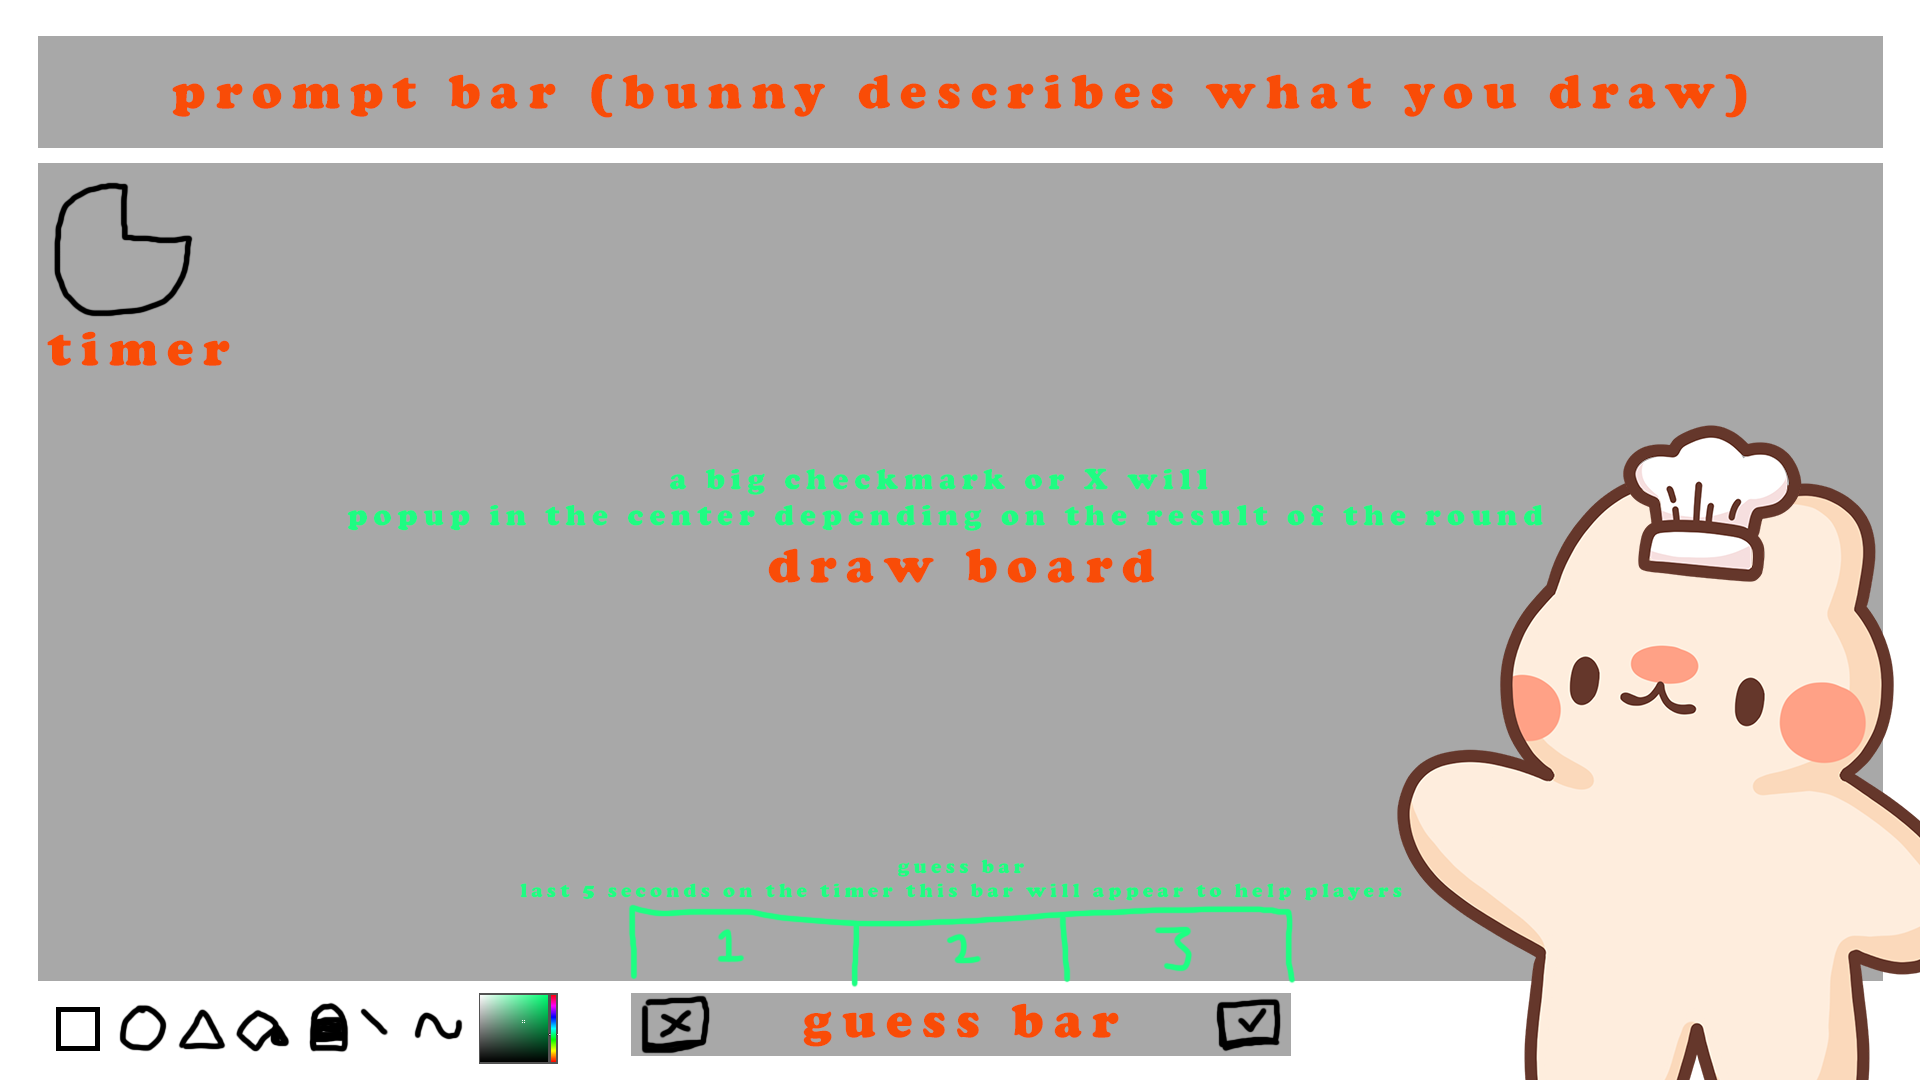 prompt bar (bunny describes what you draw)
timer
a big checkmark or X will
popup in the center depending on the result of the round
draw board
guess bar
last 5 seconds on the timer this bar will appear to help players
1 2 3
guess bar